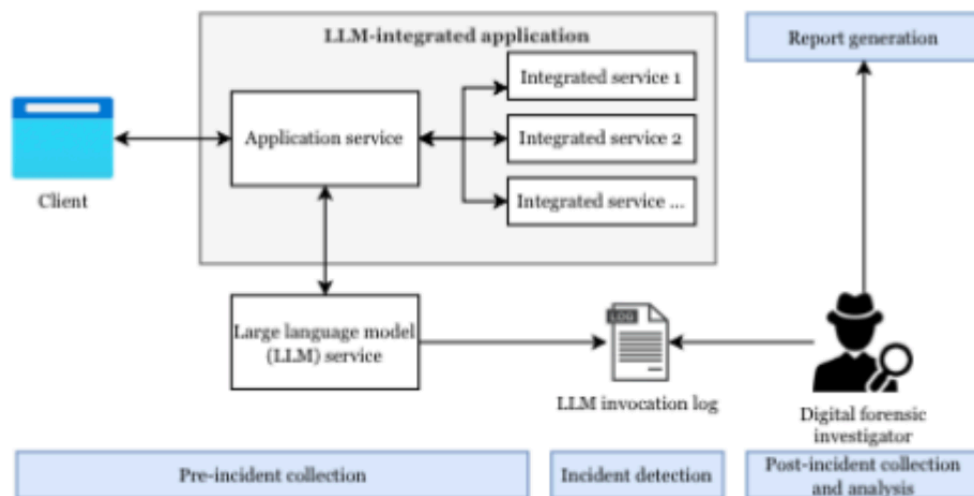 LLM-integrated application
Report generation
Integrated service 1
Application service
Integrated service 2
Client
Integrated service ...
Large language model
(LLM) service
LOG
LLM invocation log
Digital forensic
investigator
Pre-incident collection
Incident detection
Post-incident collection
and analysis